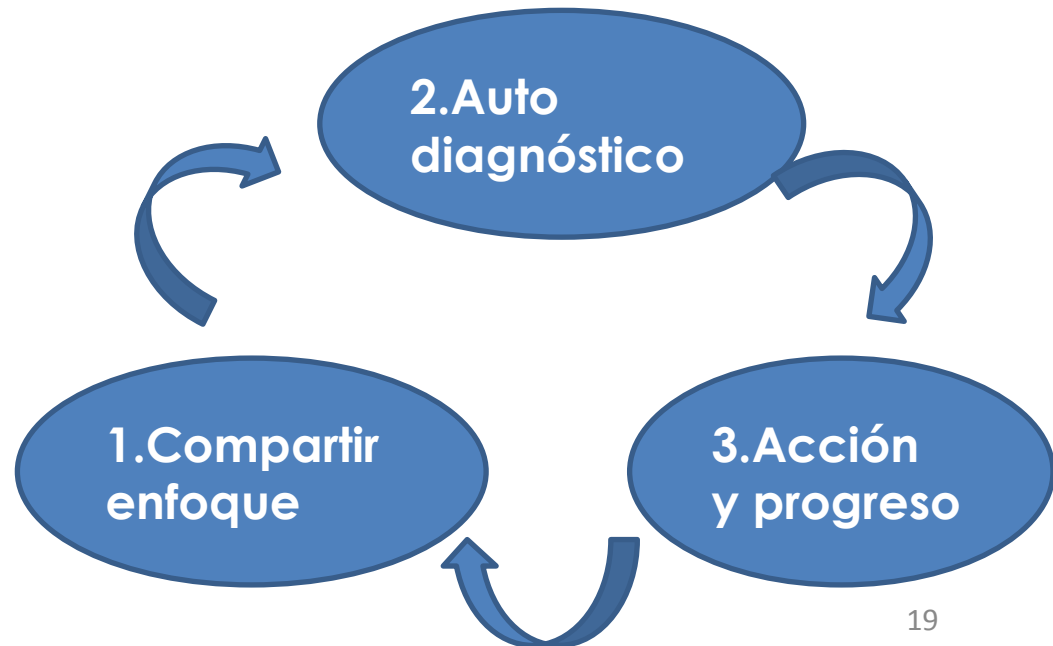 2.Auto
diagnóstico
1.Compartir
enfoque
3.Acción
y progreso
19